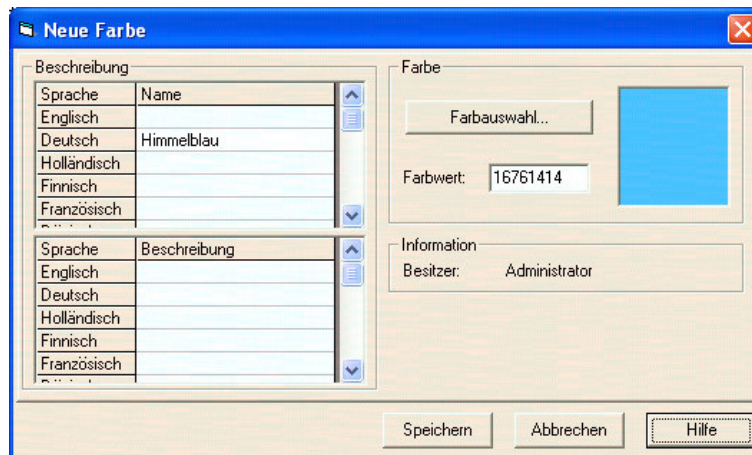 Neue Farbe
Beschreibung
Sprache Name
Englisch
Deutsch Himmelblau
Holländisch
Finnisch
Französisch
Sprache Beschreibung
Englisch
Deutsch
Holländisch
Finnisch
Französisch
Farbe
Farbauswahl...
Farbwert: 16761414
Information
Besitzer: Administrator
Speichern Abbrechen Hilfe